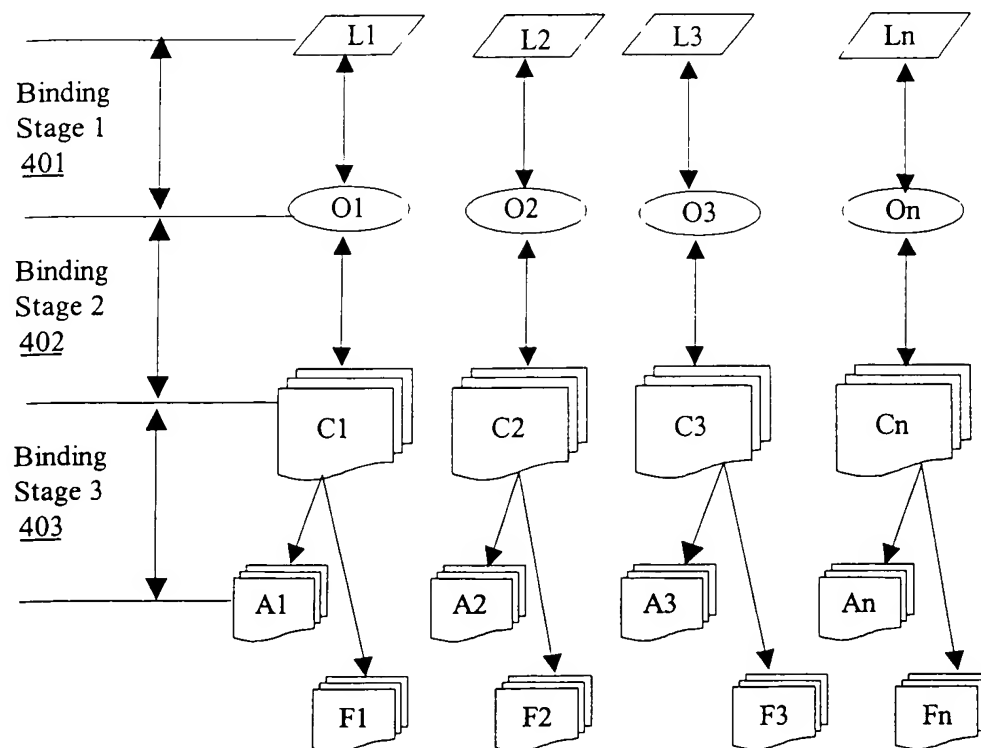 L1 L2 L3 Ln
Binding
Stage 1
401
O1 O2 O3 On
Binding
Stage 2
402
C1 C2 C3 Cn
Binding
Stage 3
403
A1 A2 A3 An
F1 F2 F3 Fn